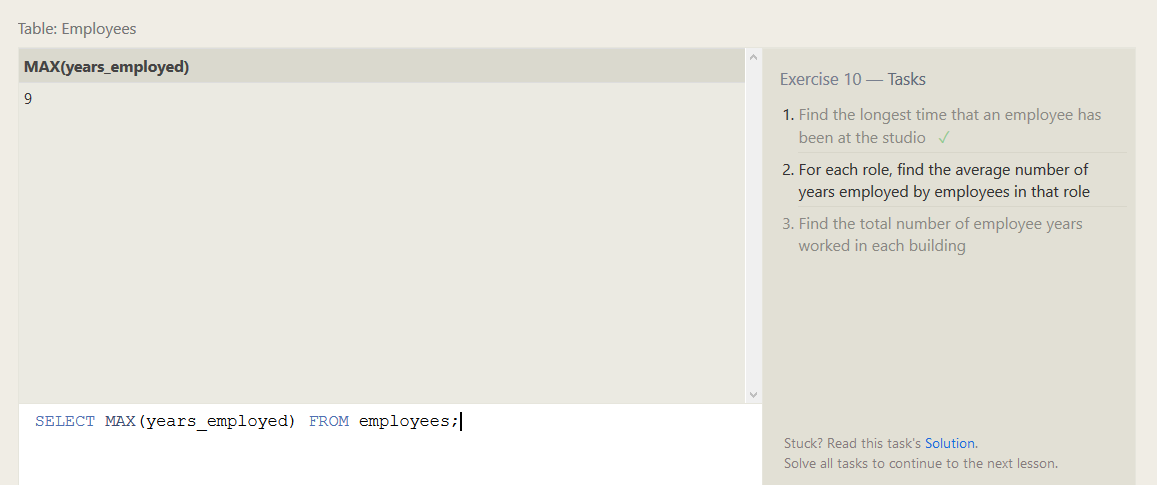 Table: Employees
MAX(years_employed)
9
SELECT MAX(years_employed) FROM employees;
Exercise 10 — Tasks
1. Find the longest time that an employee has
been at the studio ✓
2. For each role, find the average number of
years employed by employees in that role
3. Find the total number of employee years
worked in each building
Stuck? Read this task's Solution.
Solve all tasks to continue to the next lesson.